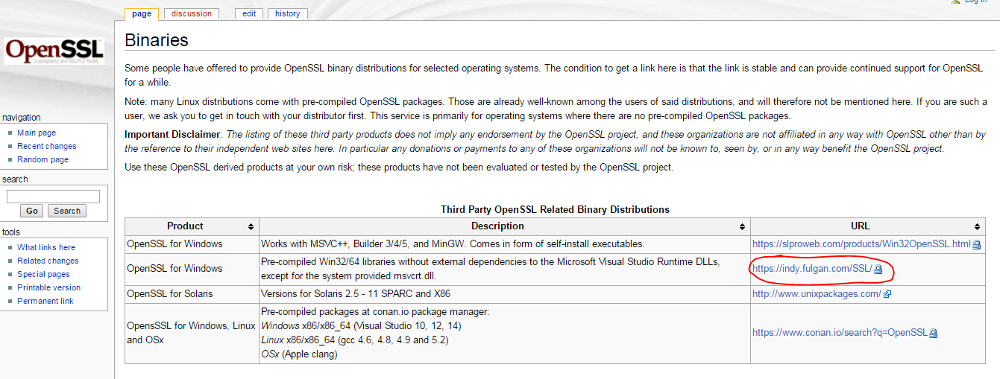 Log in
page discussion edit history
OpenSSL
Cryptography and SSL/TLS Toolkit
Binaries
Some people have offered to provide OpenSSL binary distributions for selected operating systems. The condition to get a link here is that the link is stable and can provide continued support for OpenSSL
for a while.
Note: many Linux distributions come with pre-compiled OpenSSL packages. Those are already well-known among the users of said distributions, and will therefore not be mentioned here. If you are such a
user, we ask you to get in touch with your distributor first. This service is primarily for operating systems where there are no pre-compiled OpenSSL packages.
Important Disclaimer: The listing of these third party products does not imply any endorsement by the OpenSSL project, and these organizations are not affiliated in any way with OpenSSL other than by
the reference to their independent web sites here. In particular any donations or payments to any of these organizations will not be known to, seen by, or in any way benefit the OpenSSL project.
Use these OpenSSL derived products at your own risk; these products have not been evaluated or tested by the OpenSSL project.
navigation
Main page
Recent changes
Random page
search
Go Search
tools
What links here
Related changes
Special pages
Printable version
Permanent link
Third Party OpenSSL Related Binary Distributions
Product Description URL
OpenSSL for Windows Works with MSVC++, Builder 3/4/5, and MinGW. Comes in form of self-install executables. https://slproweb.com/products/Win32OpenSSL.html
OpenSSL for Windows Pre-compiled Win32/64 libraries without external dependencies to the Microsoft Visual Studio Runtime DLLs,
except for the system provided msvcrt.dll. https://indy.fulgan.com/SSL/
OpenSSL for Solaris Versions for Solaris 2.5 - 11 SPARC and X86 http://www.unixpackages.com/
OpensSSL for Windows, Linux
and OSx
Pre-compiled packages at conan.io package manager:
Windows x86/x86_64 (Visual Studio 10, 12, 14)
Linux x86/x86_64 (gcc 4.6, 4.8, 4.9 and 5.2)
OSx (Apple clang)
https://www.conan.io/search?q=OpenSSL